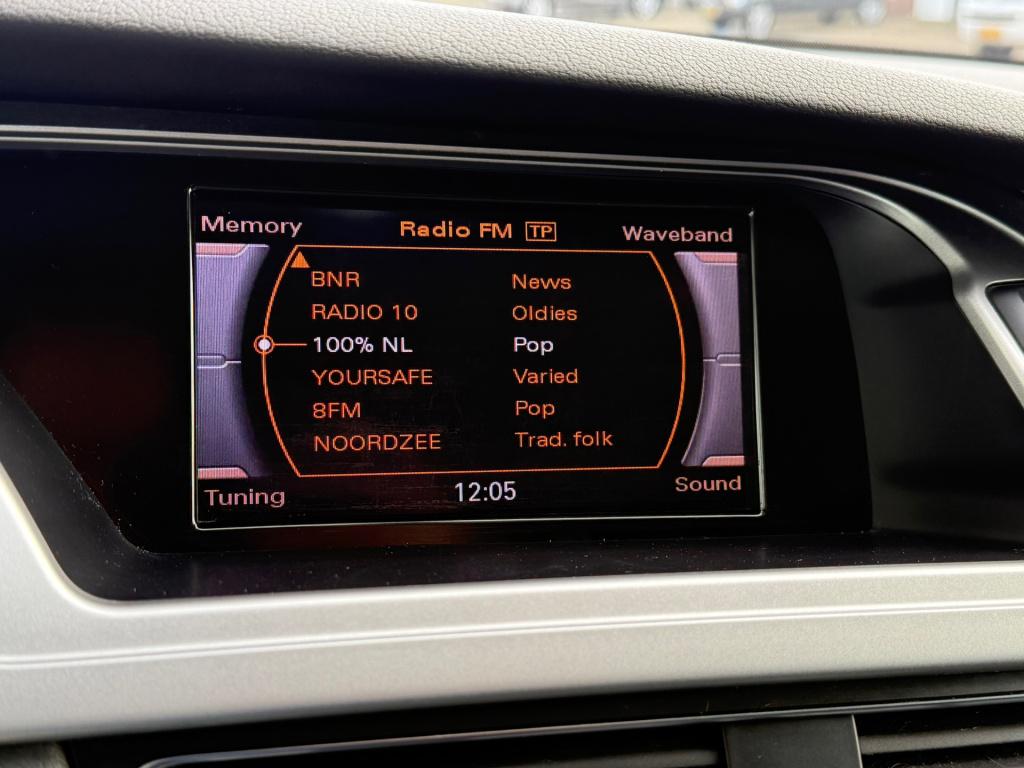 Memory Radio FM TP Waveband
BNR News
RADIO 10 Oldies
100% NL Pop
YOURSAFE Varied
8FM Pop
NOORDZEE Trad. folk
Tuning 12:05 Sound